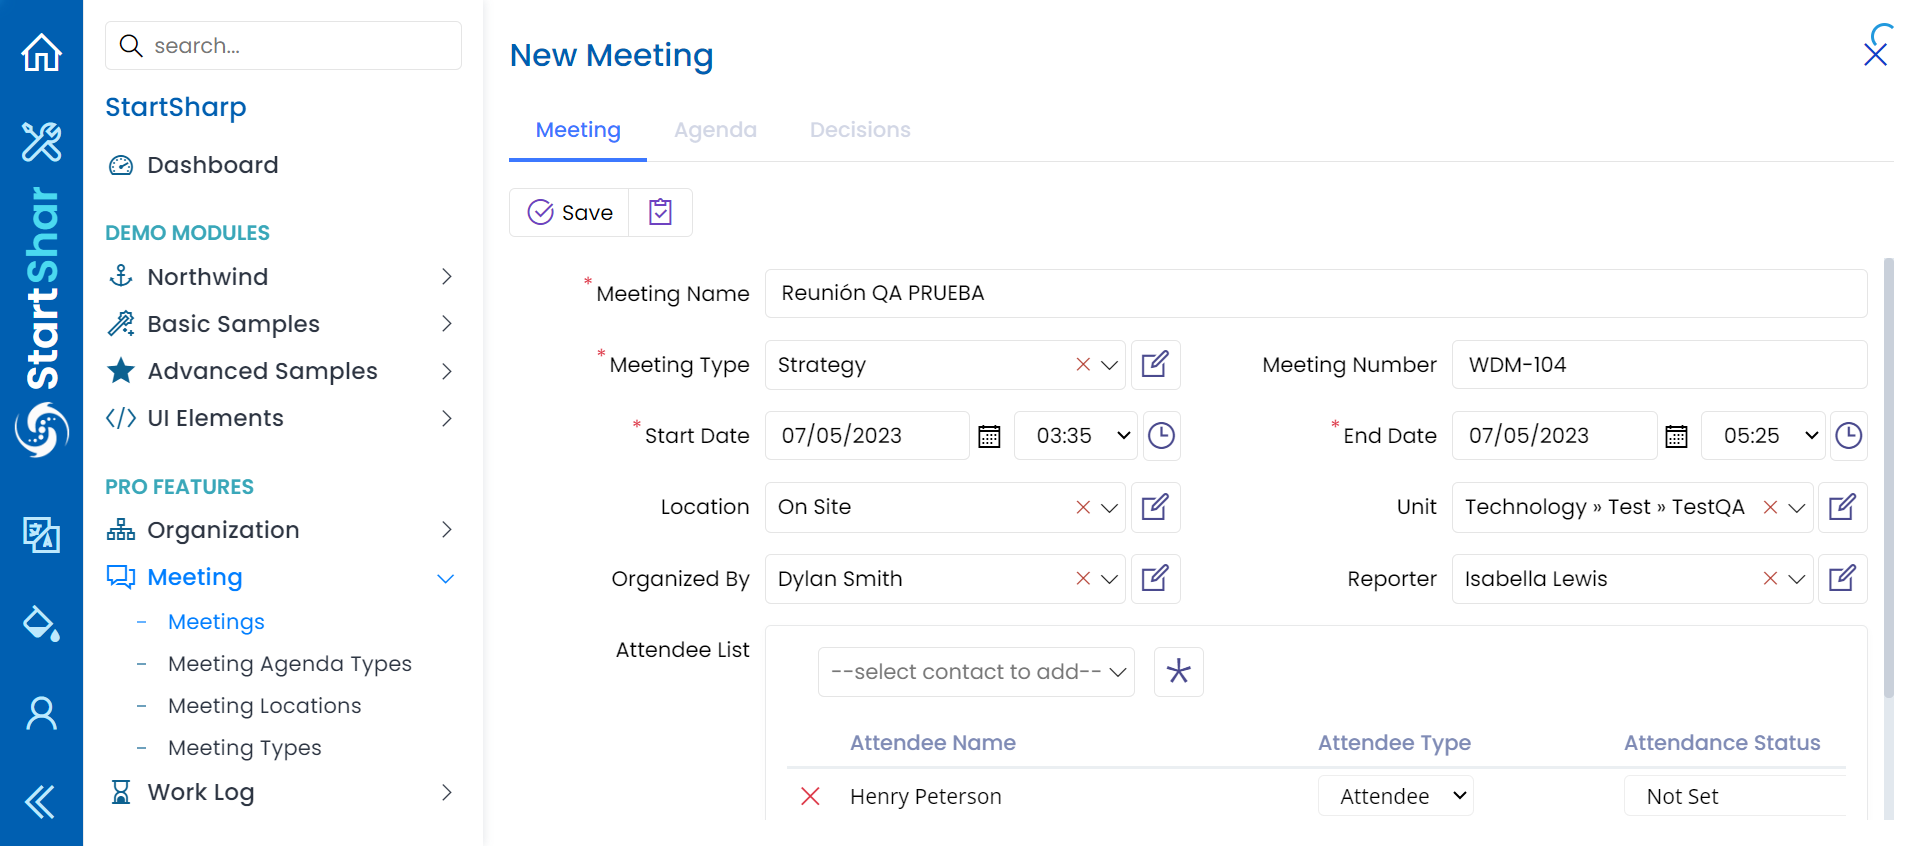 StartShar
search...
StartSharp
Dashboard
DEMO MODULES
Northwind
Basic Samples
Advanced Samples
UI Elements
PRO FEATURES
Organization
Meeting
- Meetings
- Meeting Agenda Types
- Meeting Locations
- Meeting Types
Work Log
New Meeting
Meeting Agenda Decisions
Save
* Meeting Name Reunión QA PRUEBA
* Meeting Type Strategy Meeting Number WDM-104
* Start Date 07/05/2023 03:35 * End Date 07/05/2023 05:25
Location On Site Unit Technology » Test » TestQA
Organized By Dylan Smith Reporter Isabella Lewis
Attendee List --select contact to add--
Attendee Name Attendee Type Attendance Status
Henry Peterson Attendee Not Set